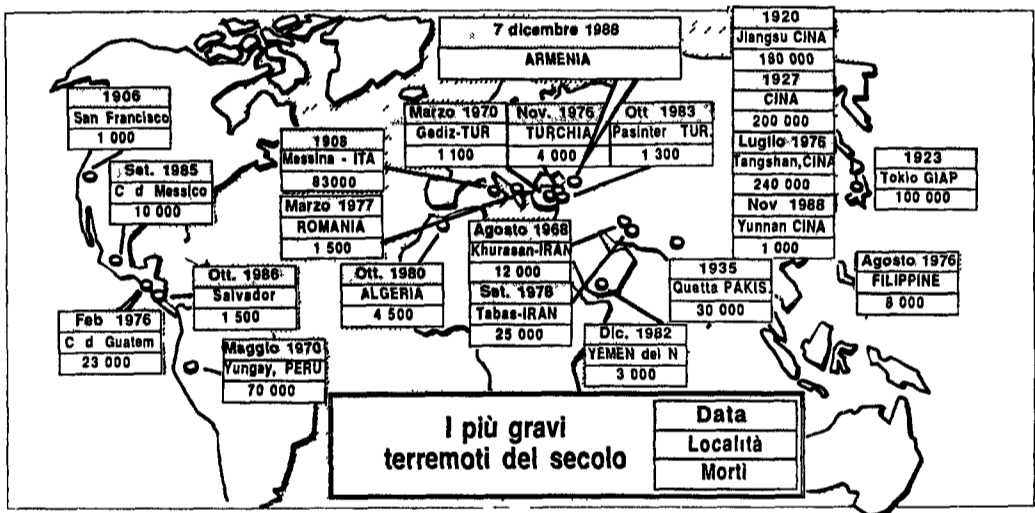 7 dicembre 1988
ARMENIA
1920
Jiangsu CINA
180 000
1927
CINA
200 000
Luglio 1976
Tangshan, CINA
240 000
Nov 1988
Yunnan CINA
1 000
1906
San Francisco
1 000
Set. 1985
C d Messico
10 000
1908
Messina - ITA
83000
Marzo 1977
ROMANIA
1 500
Marzo 1970
Gediz-TUR
1 100
Nov. 1976
TURCHIA
4 000
Ott 1983
Pasinter TUR.
1 300
1923
Tokio GIAP
100 000
Agosto 1968
Khurasan-IRAN
12 000
Set. 1978
Tabas-IRAN
25 000
Ott. 1986
Salvador
1 500
Ott. 1980
ALGERIA
4 500
1935
Quetta PAKIS.
30 000
Agosto 1976
FILIPPINE
8 000
Feb 1976
C d Guatem
23 000
Maggio 1970
Yungay, PERU
70 000
Dic. 1982
YEMEN del N
3 000
I più gravi
terremoti del secolo
Data
Località
Morti